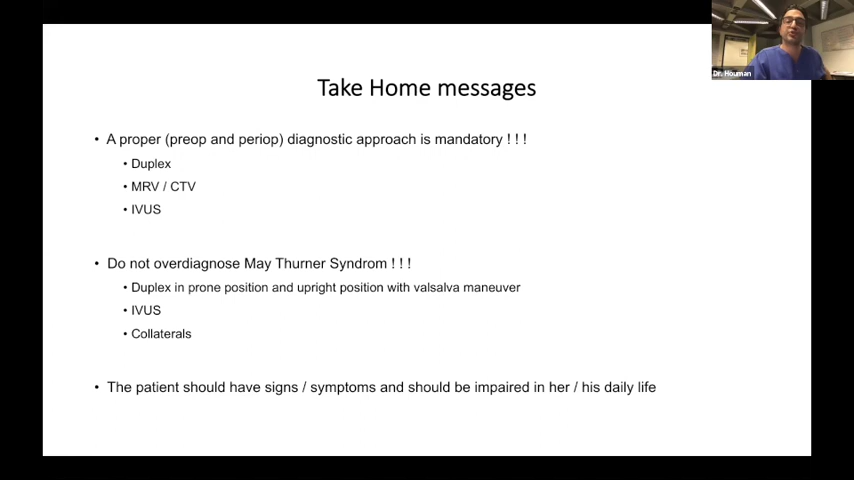 Dr. Houman
Take Home messages
• A proper (preop and periop) diagnostic approach is mandatory ! ! !
• Duplex
• MRV / CTV
• IVUS
• Do not overdiagnose May Thurner Syndrom ! ! !
• Duplex in prone position and upright position with valsalva maneuver
• IVUS
• Collaterals
• The patient should have signs / symptoms and should be impaired in her / his daily life